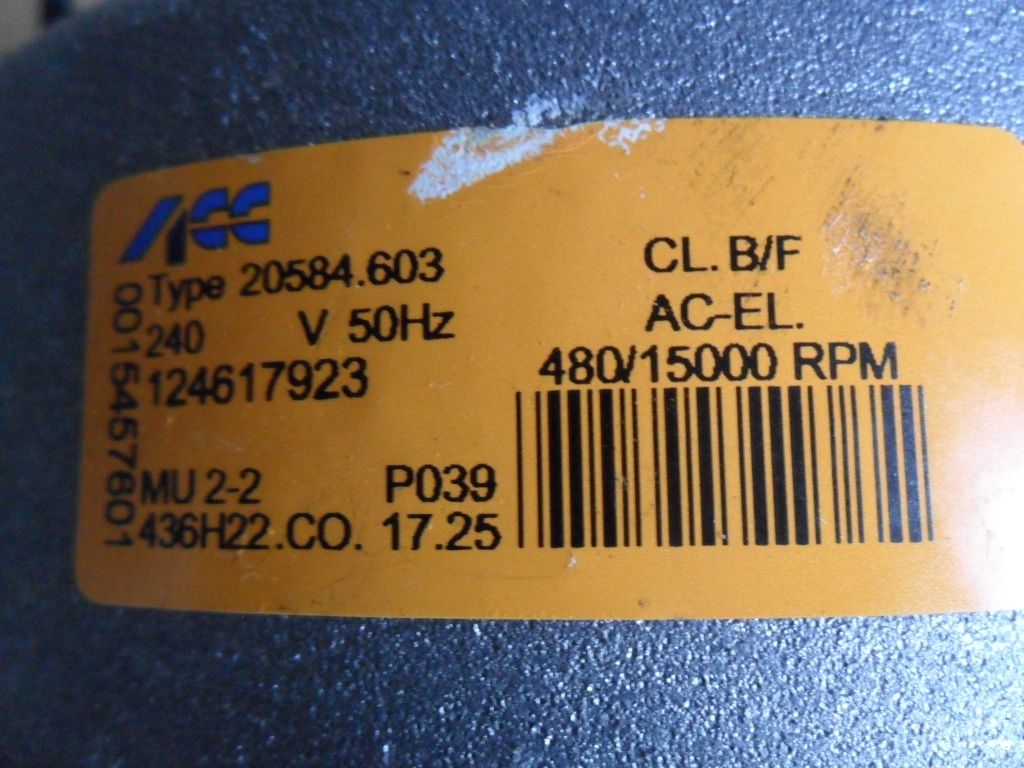 ACC
Type 20584.603
240 V 50Hz
124617923
MU 2-2 P039
436H22.CO. 17.25
0015457601
CL. B/F
AC-EL.
480/15000 RPM